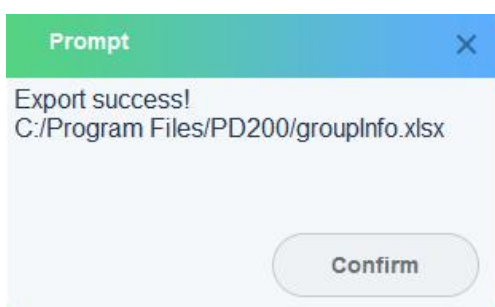 Prompt
Export success!
C:/Program Files/PD200/groupInfo.xlsx
Confirm